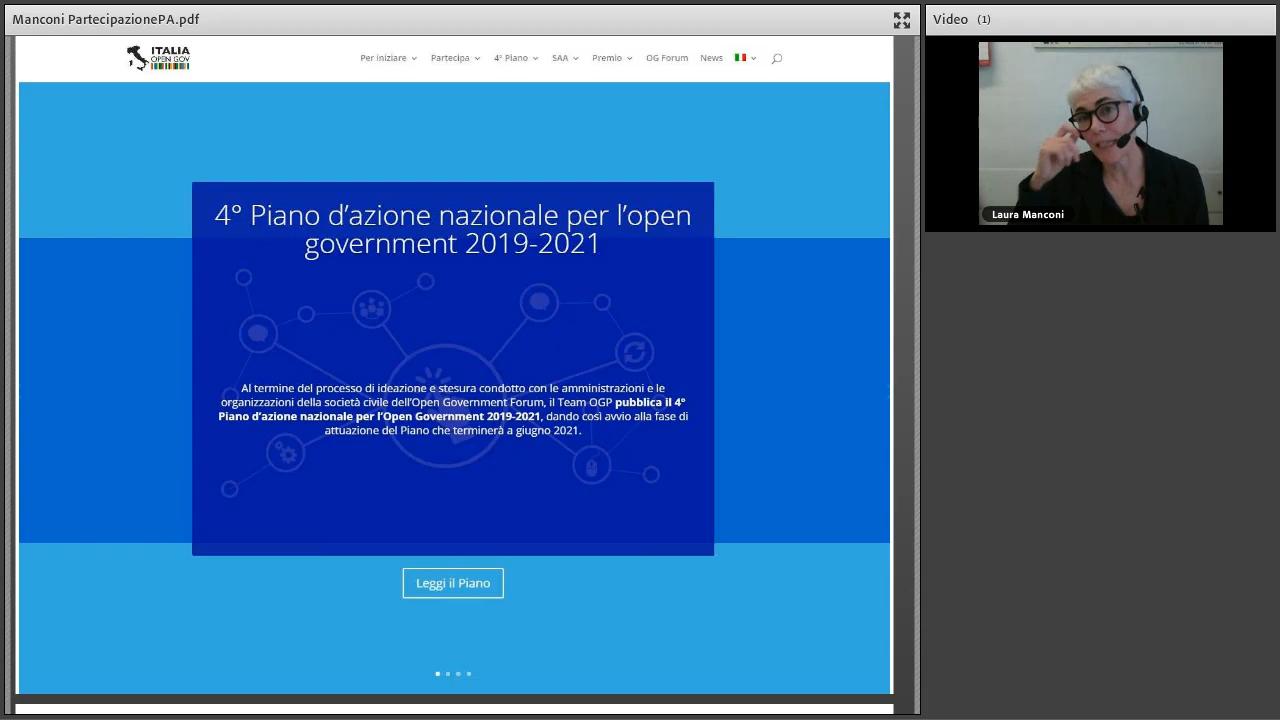 Manconi PartecipazionePA.pdf
Video (1)
ITALIA
OPEN GOV
Per iniziare
Partecipa
4° Piano
SAA
Premio
OG Forum
News
Laura Manconi
4° Piano d’azione nazionale per l’open
government 2019-2021
Al termine del processo di ideazione e stesura condotto con le amministrazioni e le
organizzazioni della società civile dell’Open Government Forum, il Team OGP pubblica il 4°
Piano d’azione nazionale per l’Open Government 2019-2021, dando così avvio alla fase di
attuazione del Piano che terminerà a giugno 2021.
Leggi il Piano